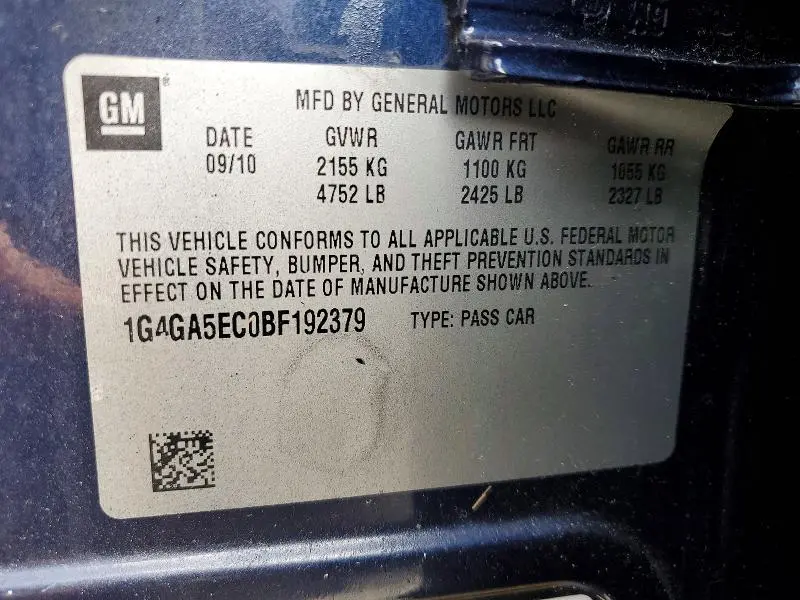 GM
MFD BY GENERAL MOTORS LLC
DATE GVWR GAWR FRT GAWR RR
09/10 2155 KG 1100 KG 1055 KG
4752 LB 2425 LB 2327 LB
THIS VEHICLE CONFORMS TO ALL APPLICABLE U.S. FEDERAL MOTOR
VEHICLE SAFETY, BUMPER, AND THEFT PREVENTION STANDARDS IN
EFFECT ON THE DATE OF MANUFACTURE SHOWN ABOVE.
1G4GA5EC0BF192379 TYPE: PASS CAR